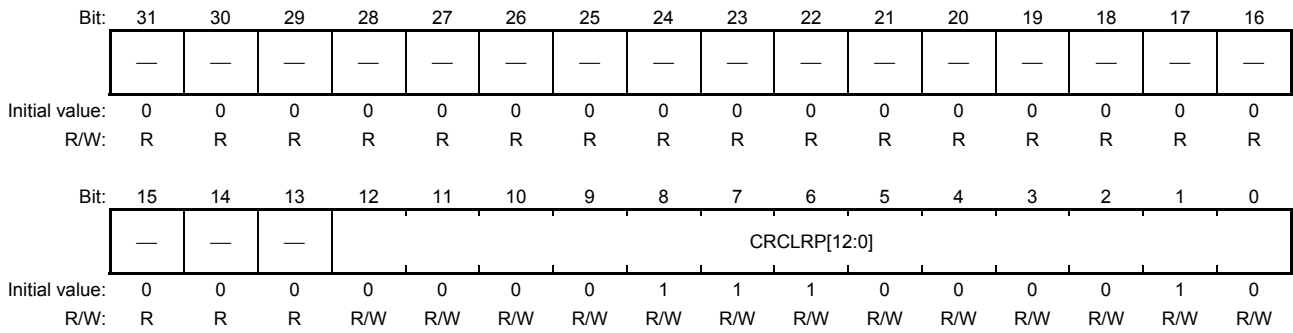 Bit: 31 30 29 28 27 26 25 24 23 22 21 20 19 18 17 16
— — — — — — — — — — — — — — — —
Initial value: 0 0 0 0 0 0 0 0 0 0 0 0 0 0 0 0
R/W: R R R R R R R R R R R R R R R R
Bit: 15 14 13 12 11 10 9 8 7 6 5 4 3 2 1 0
— — — CRCLRP[12:0]
Initial value: 0 0 0 0 0 0 0 1 1 1 0 0 0 0 1 0
R/W: R R R R/W R/W R/W R/W R/W R/W R/W R/W R/W R/W R/W R/W R/W